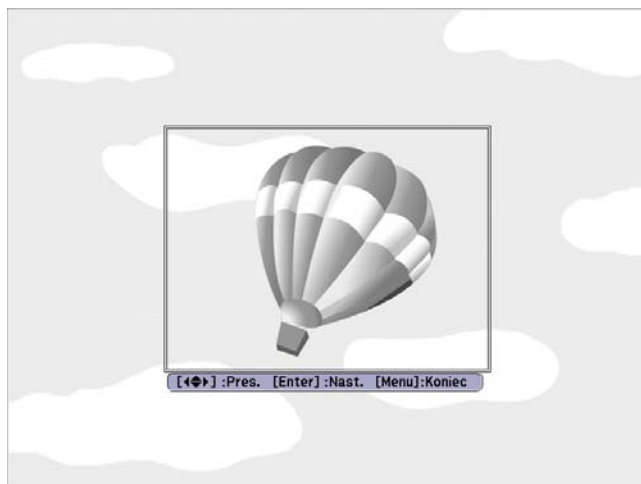 [◂◆▸] :Pres. [Enter] :Nast. [Menu]:Koniec